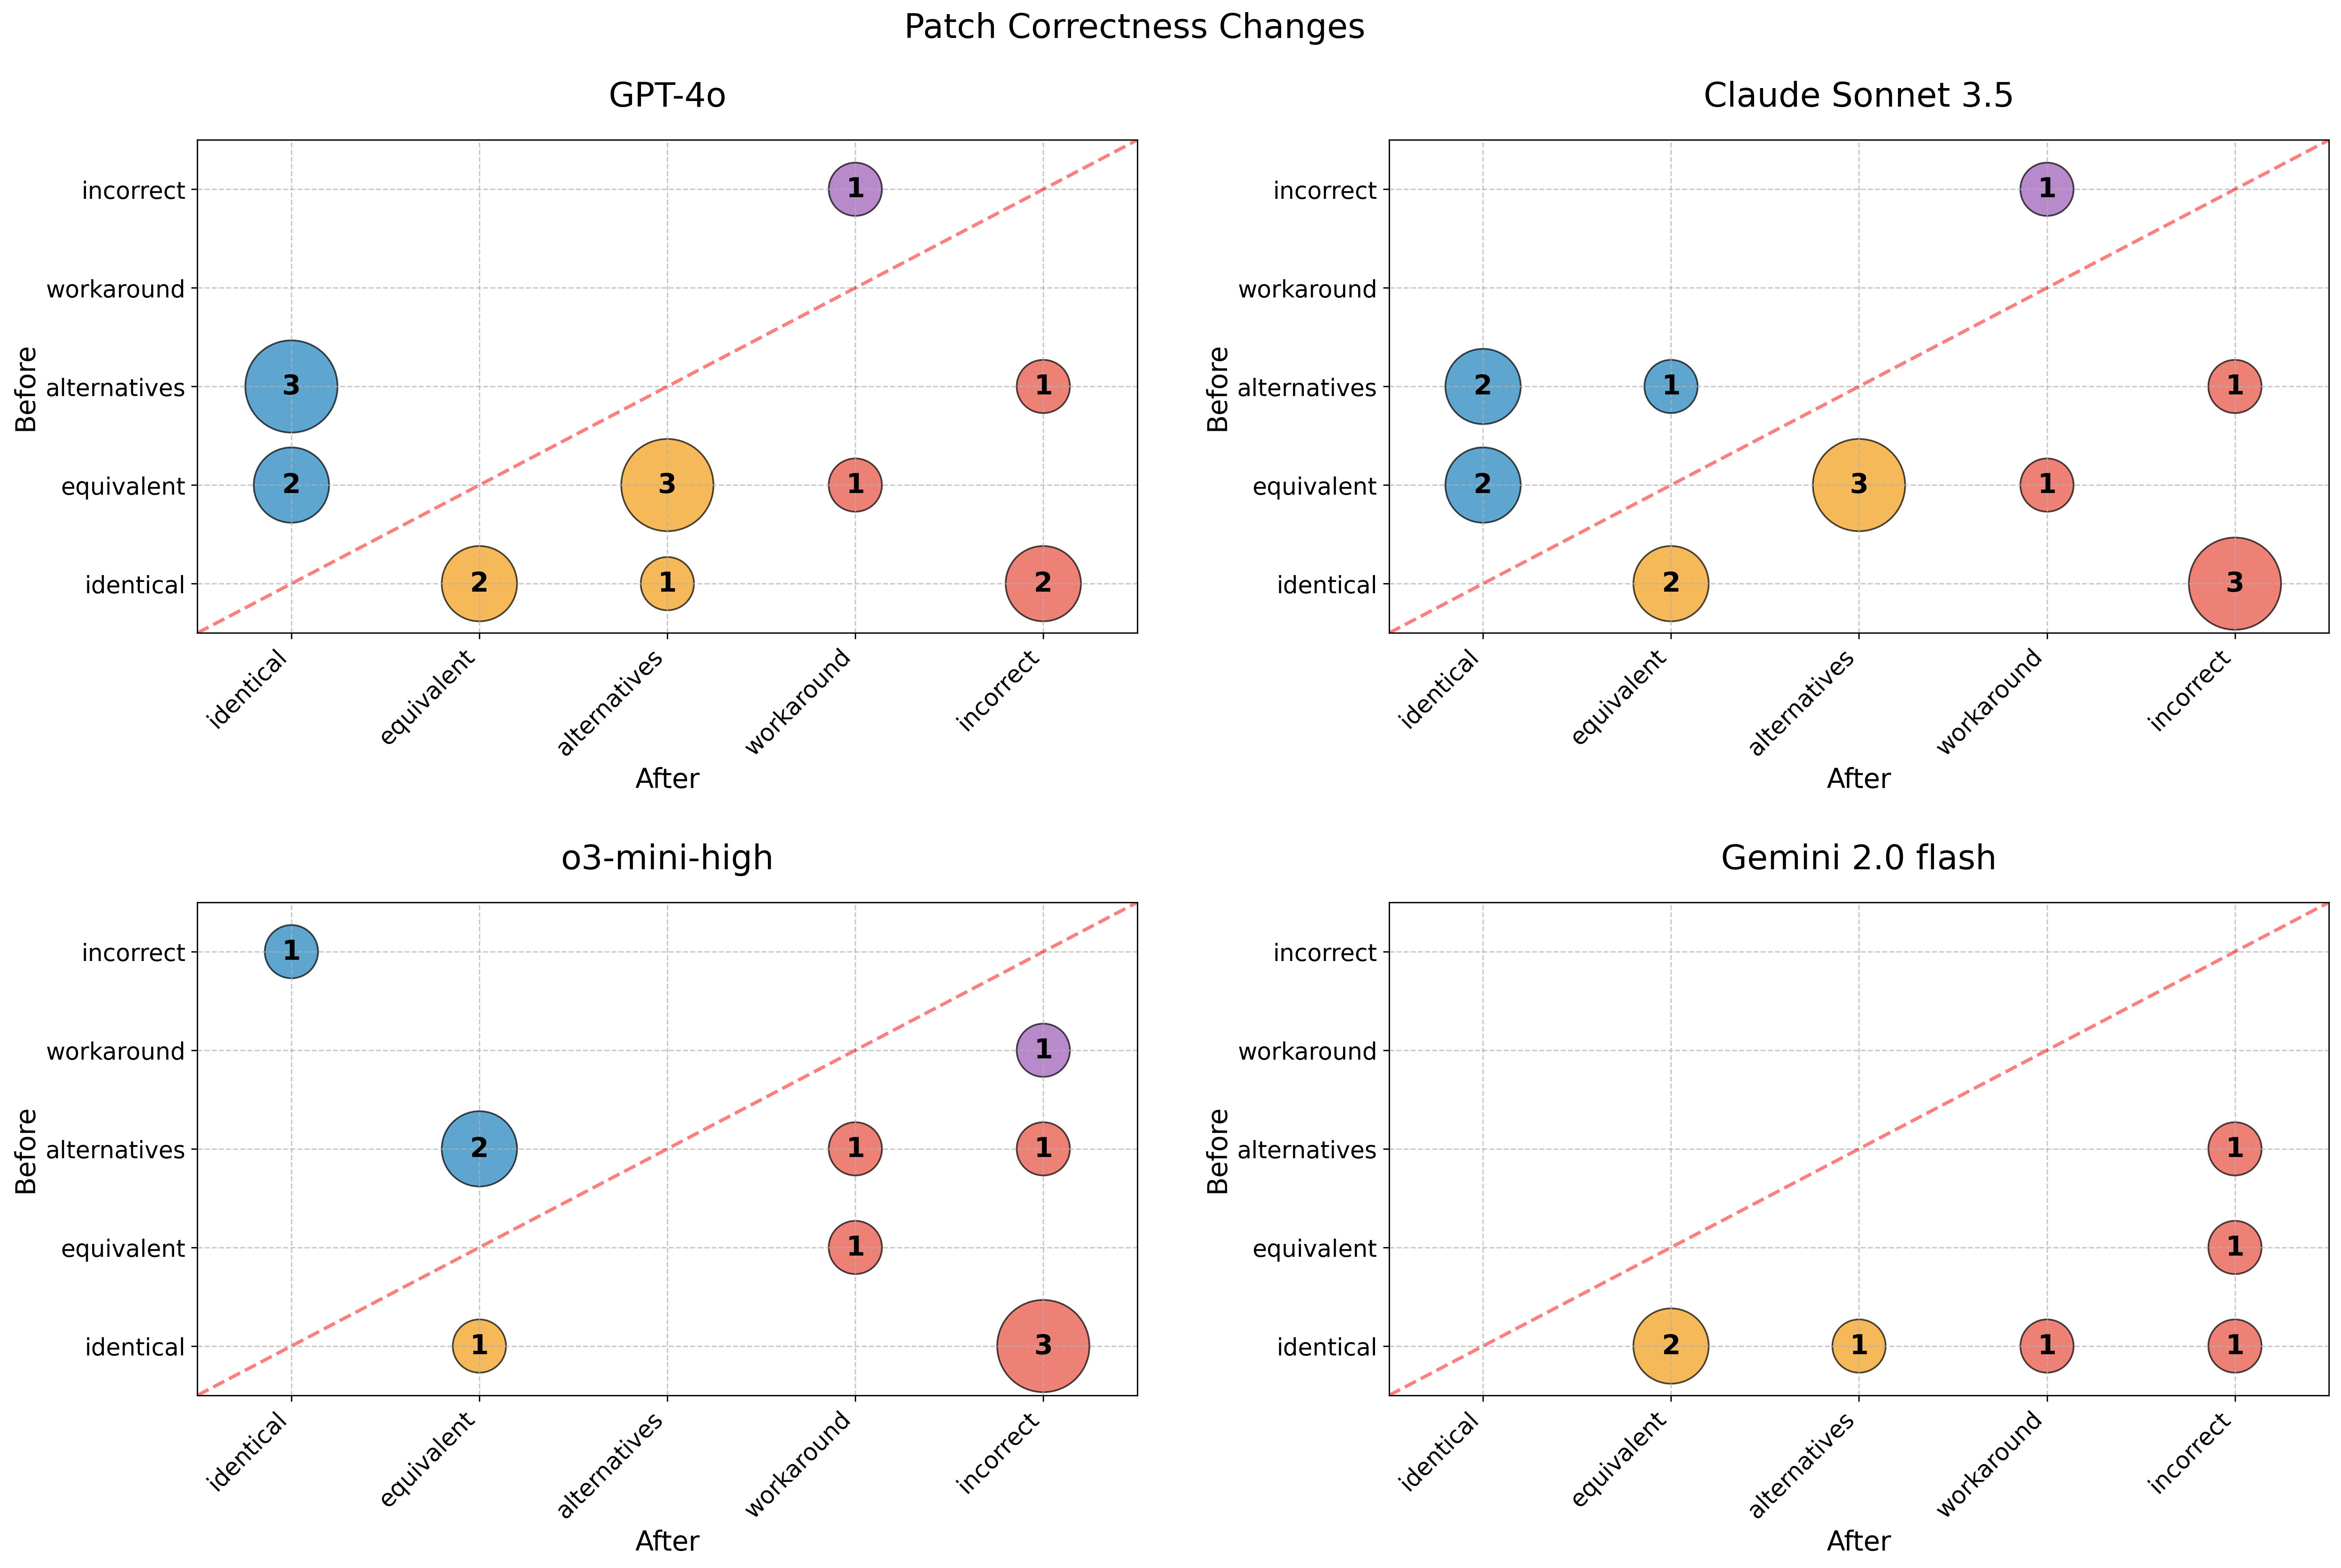 Patch Correctness Changes
GPT-4o
Before
incorrect
workaround
alternatives
equivalent
identical
1
3
1
2
3
1
2
1
2
identical
equivalent
alternatives
workaround
incorrect
After
Claude Sonnet 3.5
Before
incorrect
workaround
alternatives
equivalent
identical
1
2
1
1
2
3
1
2
3
identical
equivalent
alternatives
workaround
incorrect
After
o3-mini-high
Before
incorrect
workaround
alternatives
equivalent
identical
1
1
2
1
1
1
1
3
identical
equivalent
alternatives
workaround
incorrect
After
Gemini 2.0 flash
Before
incorrect
workaround
alternatives
equivalent
identical
1
1
2
1
1
1
identical
equivalent
alternatives
workaround
incorrect
After